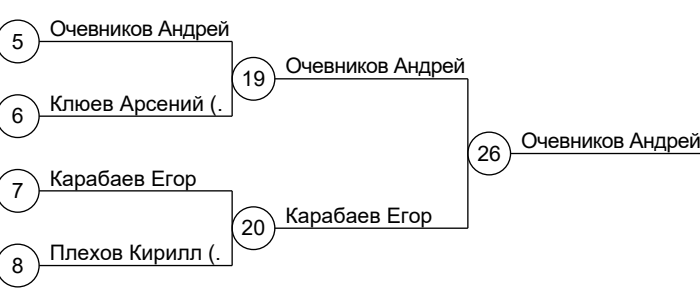 5
Очевников Андрей
19
Очевников Андрей
6
Клюев Арсений (.
26
Очевников Андрей
7
Карабаев Егор
20
Карабаев Егор
8
Плехов Кирилл (.